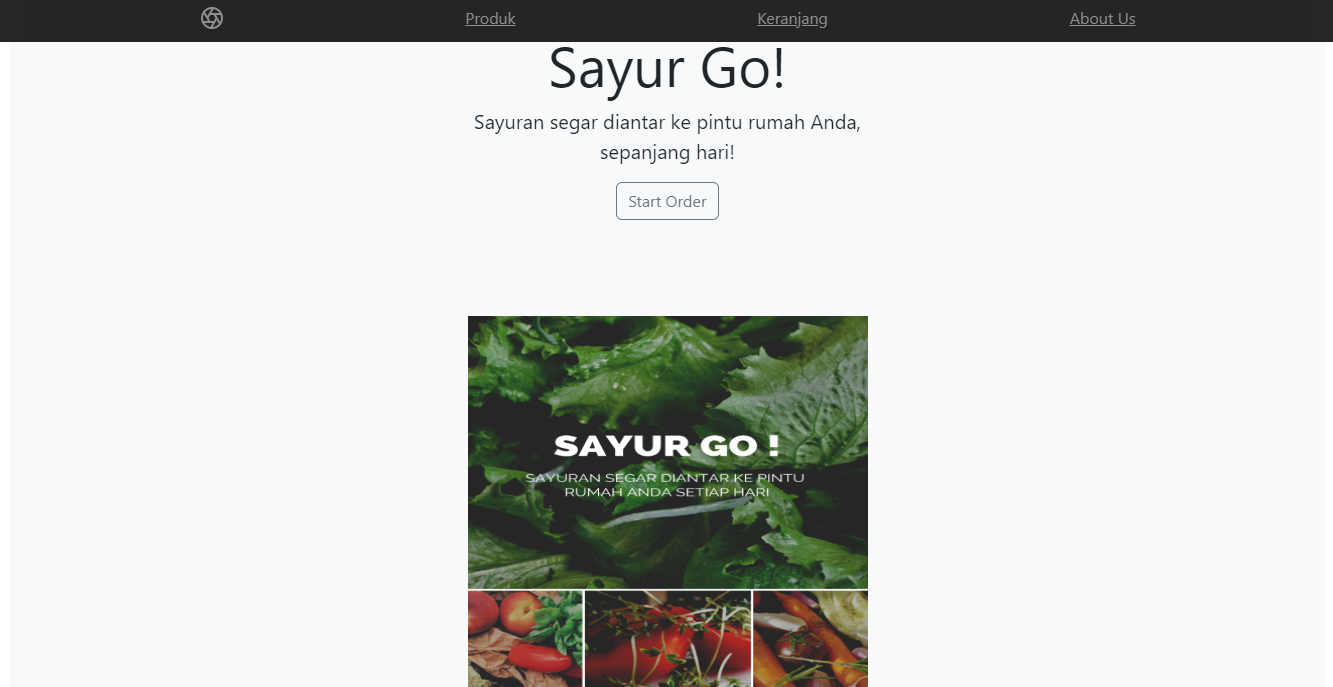 Produk
Keranjang
About Us
Sayur Go!
Sayuran segar diantar ke pintu rumah Anda,
sepanjang hari!
Start Order
SAYUR GO !
SAYURAN SEGAR DIANTAR KE PINTU
RUMAH ANDA SETIAP HARI